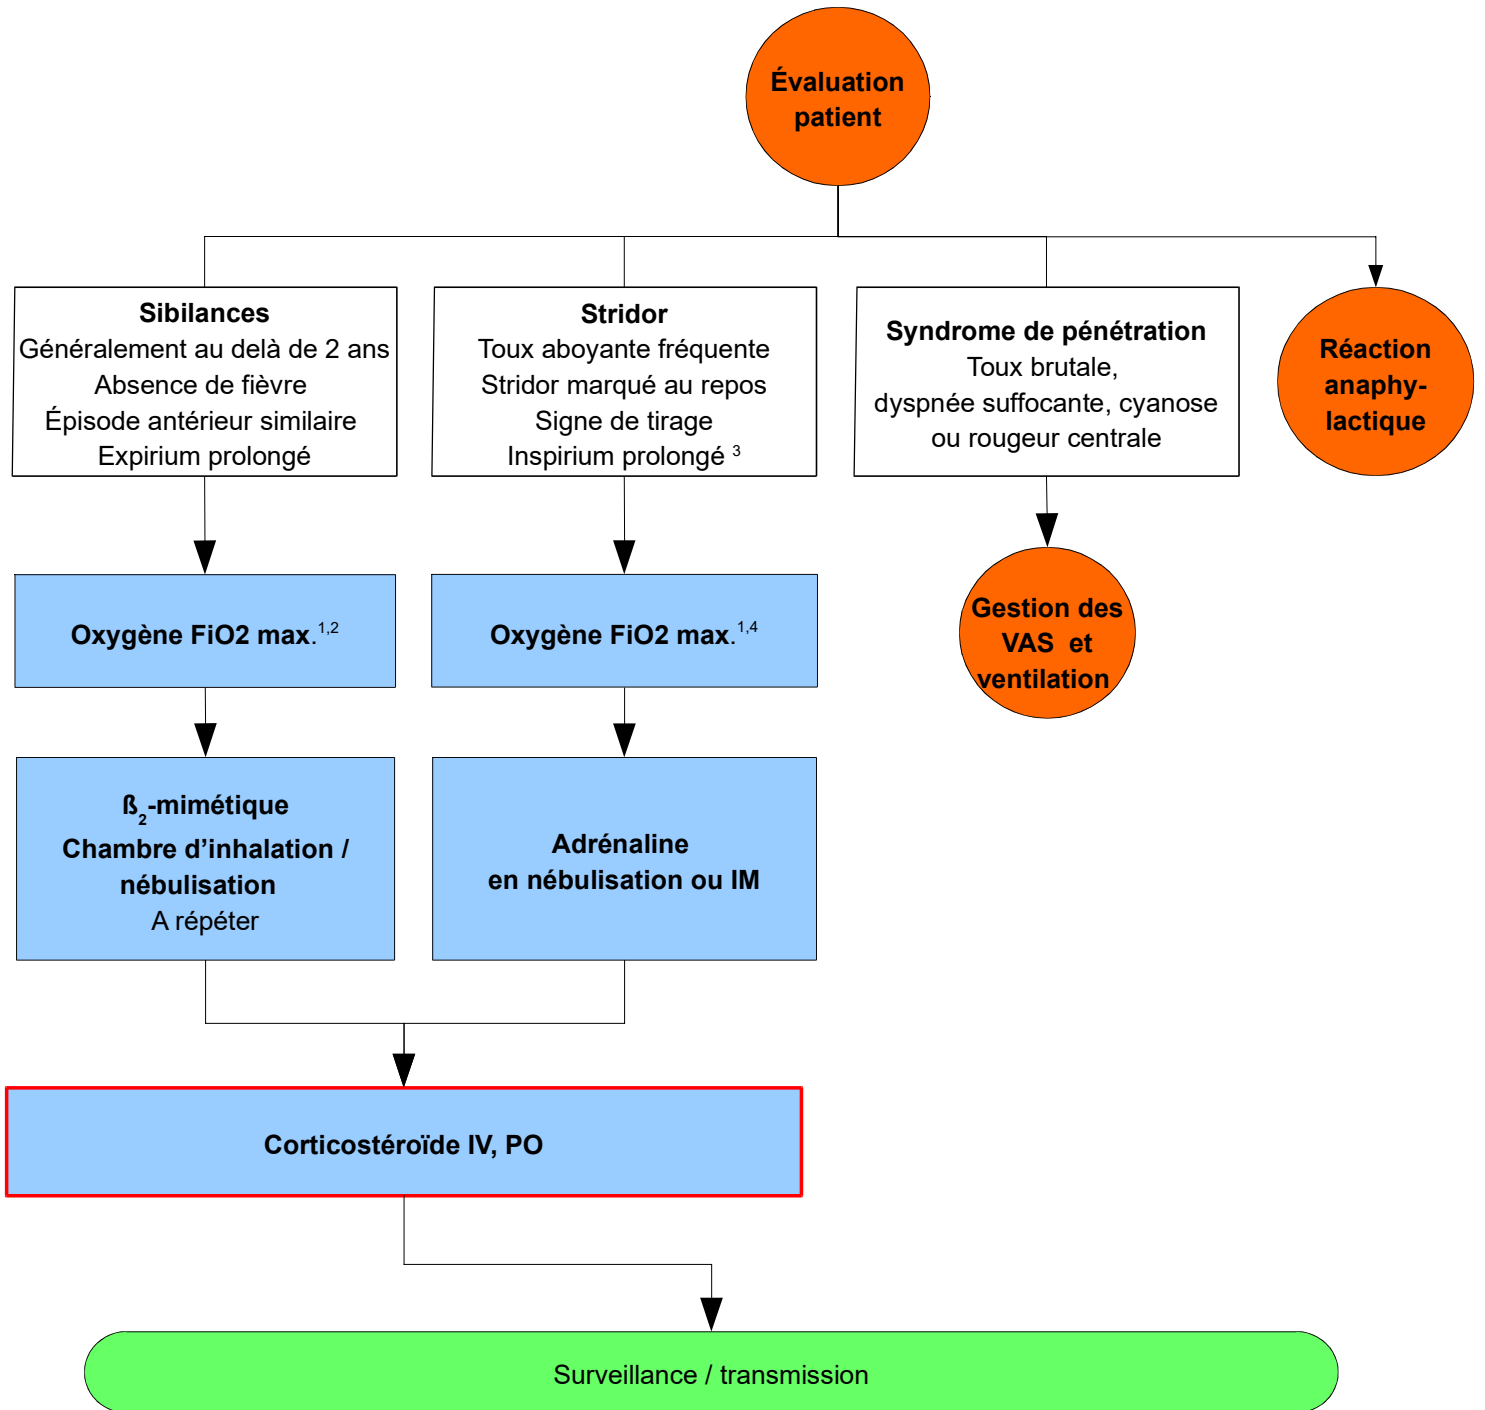 Évaluation
patient
Sibilances
Généralement au delà de 2 ans
Absence de fièvre
Épisode antérieur similaire
Expirium prolongé
Stridor
Toux aboyante fréquente
Stridor marqué au repos
Signe de tirage
Inspirium prolongé ³
Syndrome de pénétration
Toux brutale,
dyspnée suffocante, cyanose
ou rougeur centrale
Réaction
anaphy-
lactique
Oxygène FiO2 max.¹,²
Oxygène FiO2 max.¹,⁴
Gestion des
VAS et
ventilation
ß₂-mimétique
Chambre d’inhalation /
nébulisation
A répéter
Adrénaline
en nébulisation ou IM
Corticostéroïde IV, PO
Surveillance / transmission